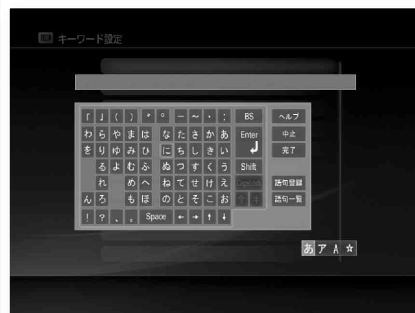 キーワード設定
「 」 ( ) ゛ ゜ ー ～ ・ : BS ヘルプ
わ ら や ま は な た さ か あ Enter 中止
を り ゆ み ひ に ち し き い 完了
る よ む ふ ぬ つ す く う Shift
れ め へ ね て せ け え 語句登録
ん ろ も ほ の と そ こ お 語句一覧
! ? 、 。 Space ← → ↑ ↓
あ ア A ☆